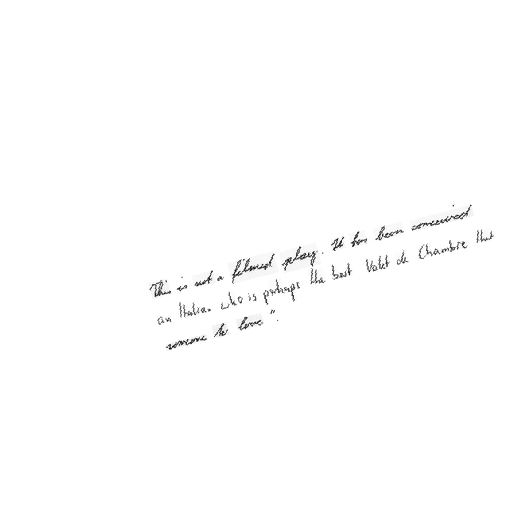 This is not a filmed play. It has been conceived
an Italian who is perhaps the best Valet de Chambre that
someone to love ".